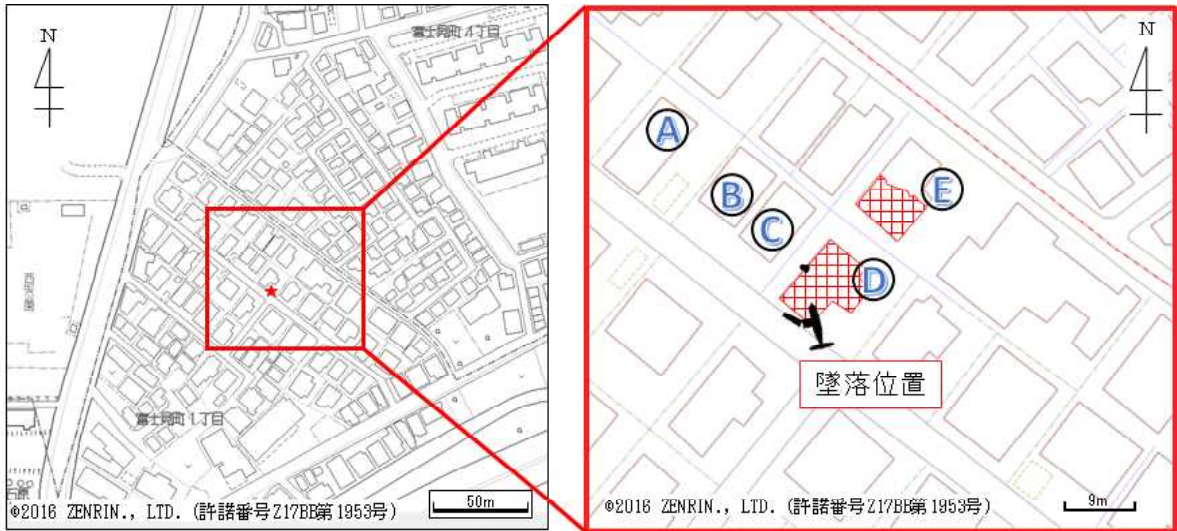 N
富士見町4丁目
富士見町1丁目
©2016 ZENRIN., LTD. (許諾番号Z17BB第1953号)
50m
N
A
B
C
D
E
墜落位置
©2016 ZENRIN., LTD. (許諾番号Z17BB第1953号)
9m